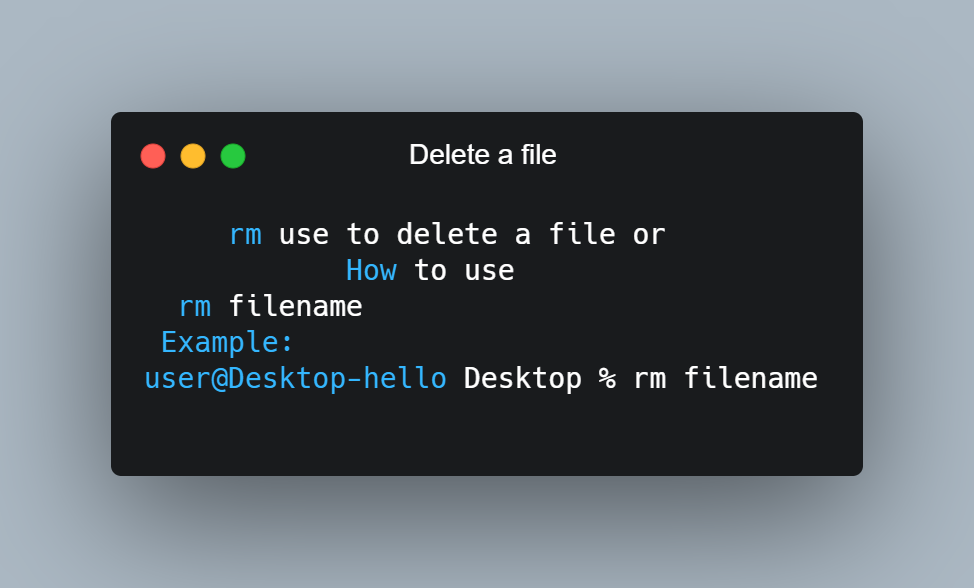 Delete a file
rm use to delete a file or
How to use
rm filename
Example:
user@Desktop-hello Desktop % rm filename